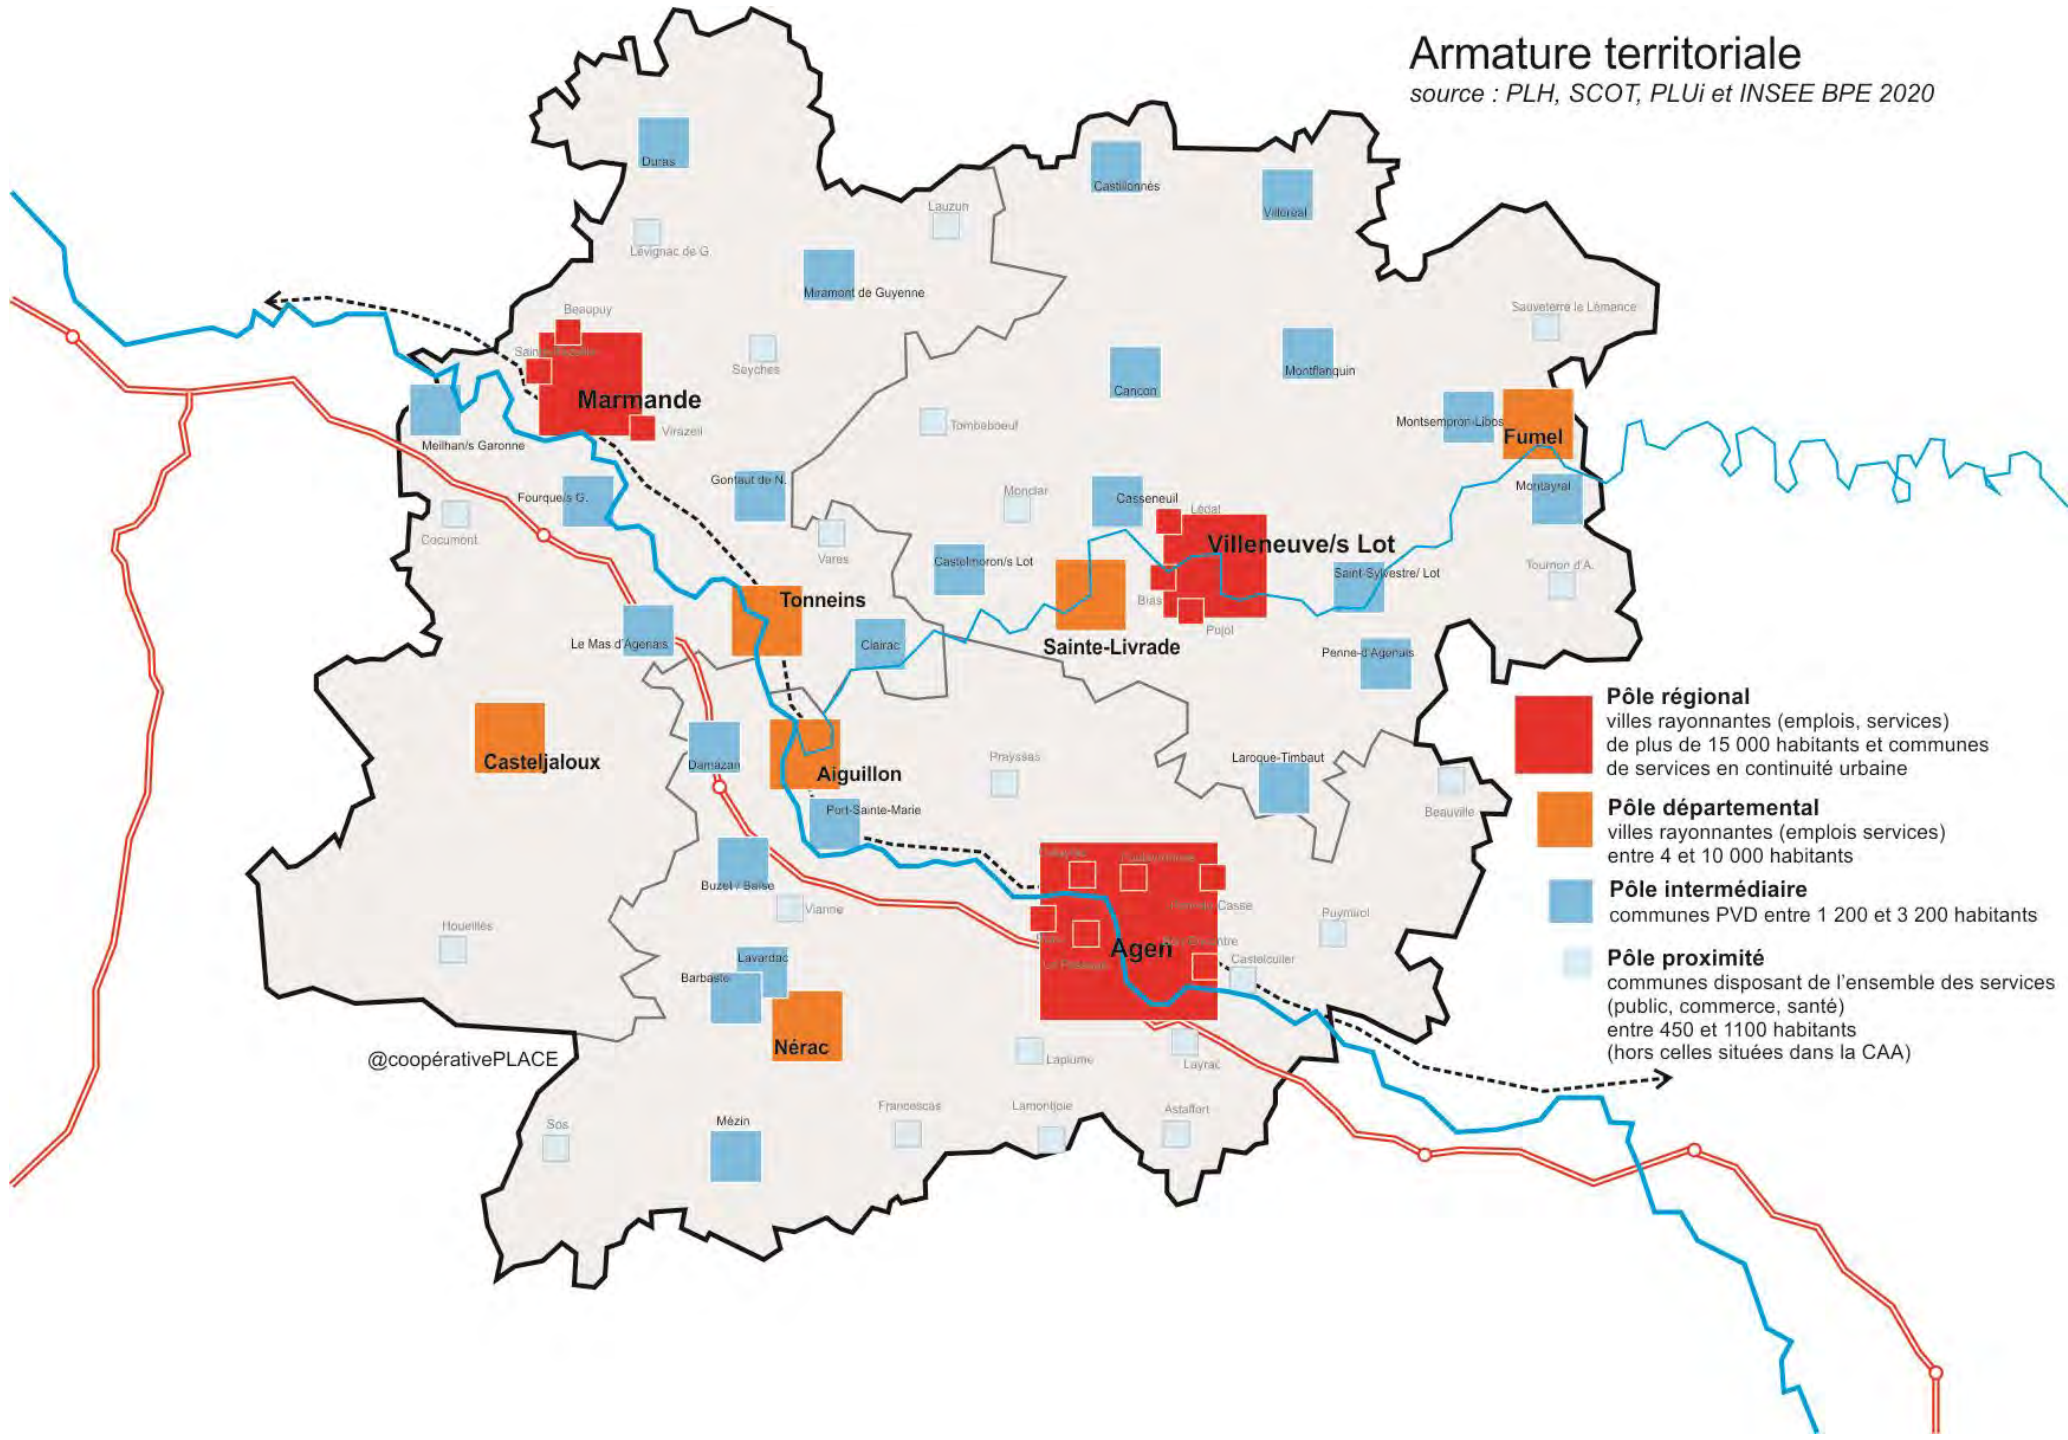 Armature territoriale
source : PLH, SCOT, PLUi et INSEE BPE 2020
Duras
Castillonnés
Villéréal
Lauzun
Lévignac de G.
Miramont de Guyenne
Beaupuy
Sauveterre le Lémance
Seyches
Montflanquin
Cancon
Marmande
Virazeil
Tombeboeuf
Montsempron-Libos
Fumel
Meilhan/s Garonne
Gontaut de N.
Fourque/s G.
Monclar
Casseneuil
Montayral
Lédat
Cocumont
Vares
Villeneuve/s Lot
Castelmoron/s Lot
Saint-Sylvestre/ Lot
Tournon d'A.
Bias
Tonneins
Pujol
Le Mas d'Agenais
Clairac
Sainte-Livrade
Penne-d'Agenais
Casteljaloux
Damazan
Aiguillon
Prayssas
Laroque-Timbaut
Beauville
Port-Sainte-Marie
Buzet / Baïse
Vianne
Houeillès
Puymirol
Agen
Castelculier
Lavardac
Barbaste
Nérac
Laplume
Layrac
@coopérativePLACE
Francescas
Lamontjoie
Astaffort
Sos
Mézin
Pôle régional
villes rayonnantes (emplois, services)
de plus de 15 000 habitants et communes
de services en continuité urbaine
Pôle départemental
villes rayonnantes (emplois services)
entre 4 et 10 000 habitants
Pôle intermédiaire
communes PVD entre 1 200 et 3 200 habitants
Pôle proximité
communes disposant de l'ensemble des services
(public, commerce, santé)
entre 450 et 1100 habitants
(hors celles situées dans la CAA)